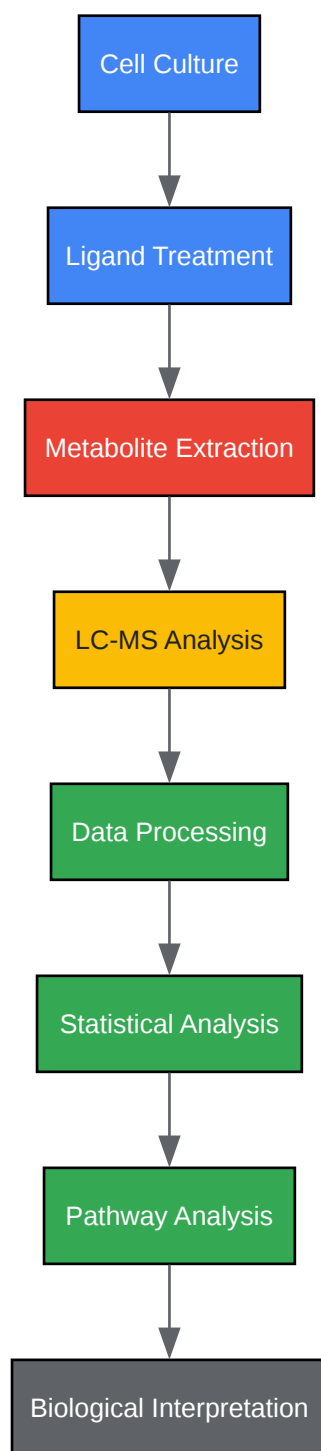 Cell Culture
Ligand Treatment
Metabolite Extraction
LC-MS Analysis
Data Processing
Statistical Analysis
Pathway Analysis
Biological Interpretation